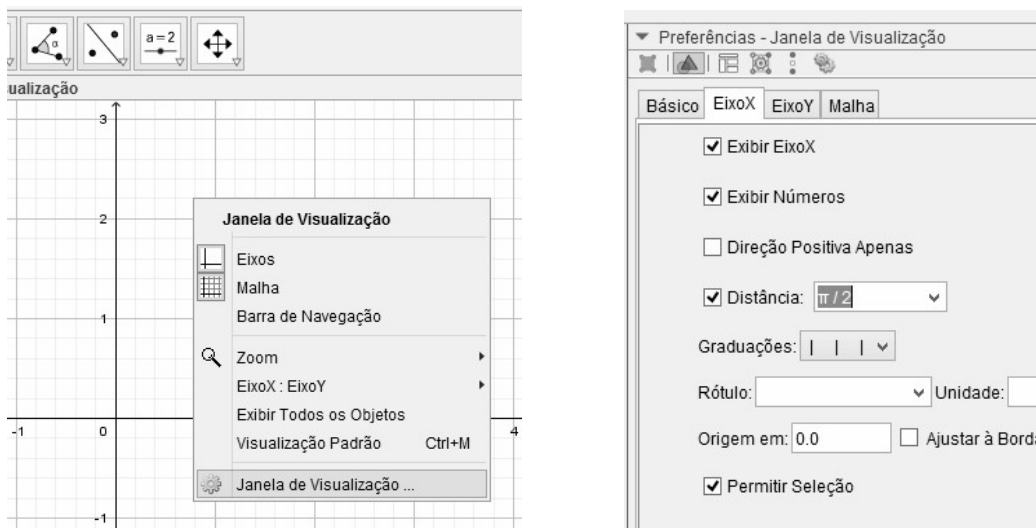 α
a=2
ualização
3
2
1
-1
0
4
-1
Janela de Visualização
Eixos
Malha
Barra de Navegação
Zoom
EixoX : EixoY
Exibir Todos os Objetos
Visualização Padrão Ctrl+M
Janela de Visualização ...
Preferências - Janela de Visualização
Básico EixoX EixoY Malha
Exibir EixoX
Exibir Números
Direção Positiva Apenas
Distância: π / 2
Graduações: | | |
Rótulo: Unidade:
Origem em: 0.0 Ajustar à Borda
Permitir Seleção